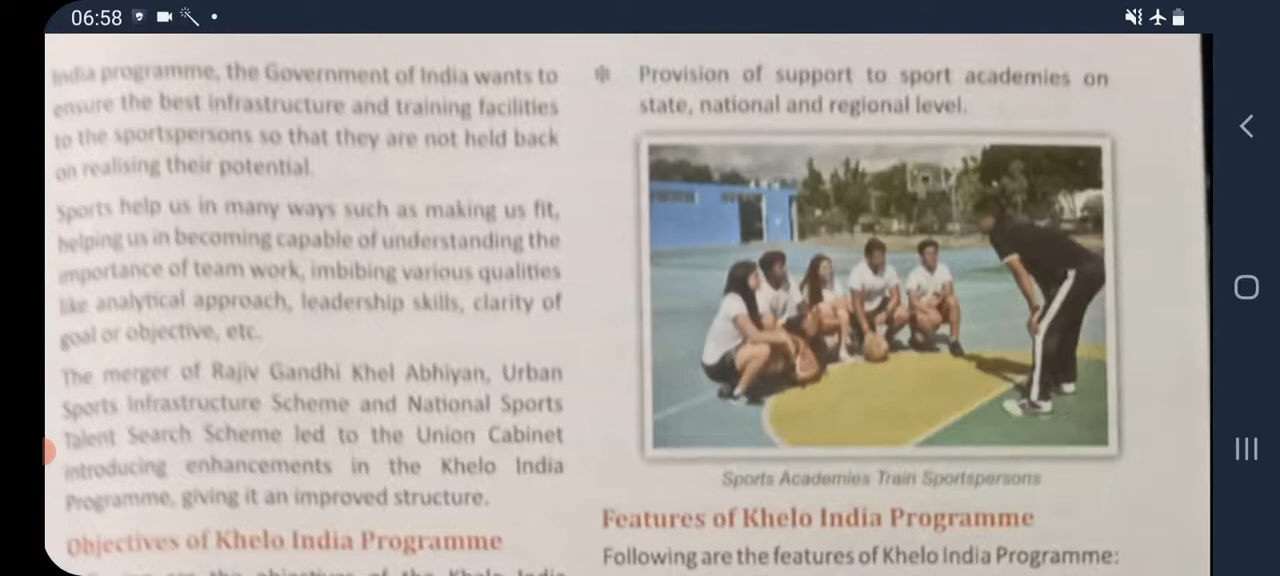 06:58
India programme, the Government of India wants to
ensure the best infrastructure and training facilities
to the sportspersons so that they are not held back
on realising their potential.
Sports help us in many ways such as making us fit,
helping us in becoming capable of understanding the
importance of team work, imbibing various qualities
like analytical approach, leadership skills, clarity of
goal or objective, etc.
The merger of Rajiv Gandhi Khel Abhiyan, Urban
Sports Infrastructure Scheme and National Sports
Talent Search Scheme led to the Union Cabinet
introducing enhancements in the Khelo India
Programme, giving it an improved structure.
Objectives of Khelo India Programme
are the objectives of the Khelo India
Provision of support to sport academies on
state, national and regional level.
Sports Academies Train Sportspersons
Features of Khelo India Programme
Following are the features of Khelo India Programme: